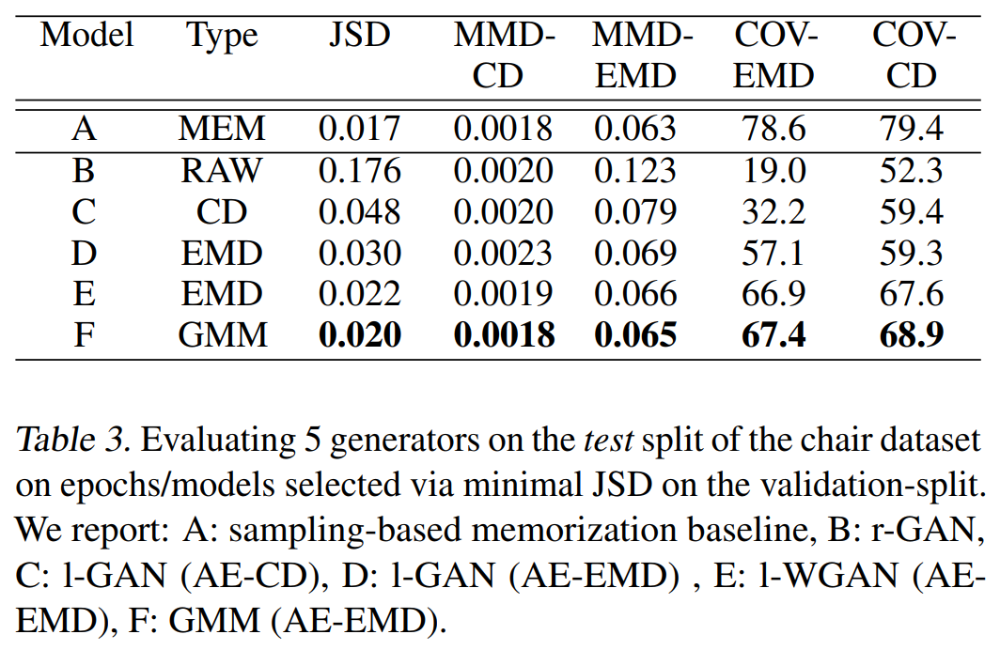 Model Type JSD MMD- MMD- COV- COV-
CD EMD EMD CD
A MEM 0.017 0.0018 0.063 78.6 79.4
B RAW 0.176 0.0020 0.123 19.0 52.3
C CD 0.048 0.0020 0.079 32.2 59.4
D EMD 0.030 0.0023 0.069 57.1 59.3
E EMD 0.022 0.0019 0.066 66.9 67.6
F GMM 0.020 0.0018 0.065 67.4 68.9
Table 3. Evaluating 5 generators on the test split of the chair dataset
on epochs/models selected via minimal JSD on the validation-split.
We report: A: sampling-based memorization baseline, B: r-GAN,
C: l-GAN (AE-CD), D: l-GAN (AE-EMD) , E: l-WGAN (AE-
EMD), F: GMM (AE-EMD).